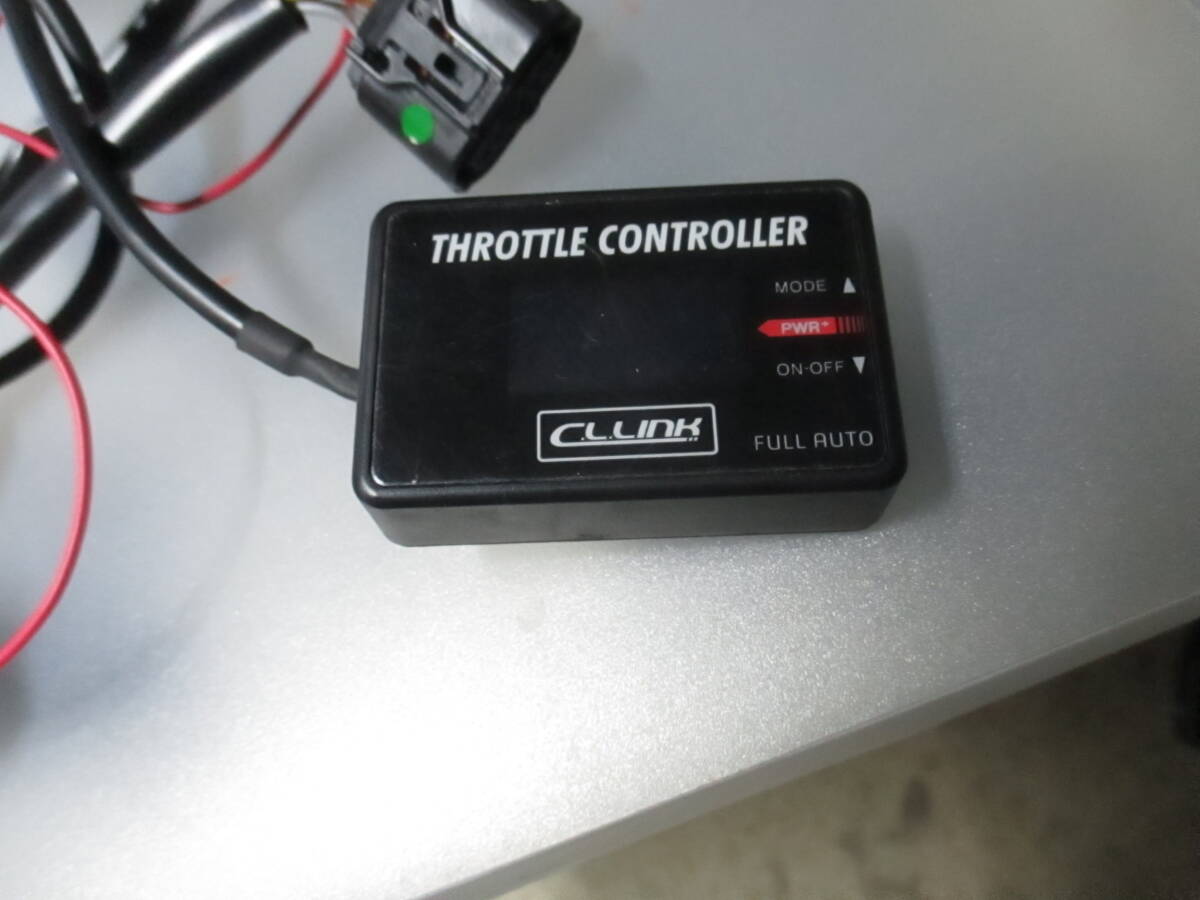 THROTTLE CONTROLLER
MODE ▲
PWR+
ON-OFF ▼
C.L.LINK
FULL AUTO